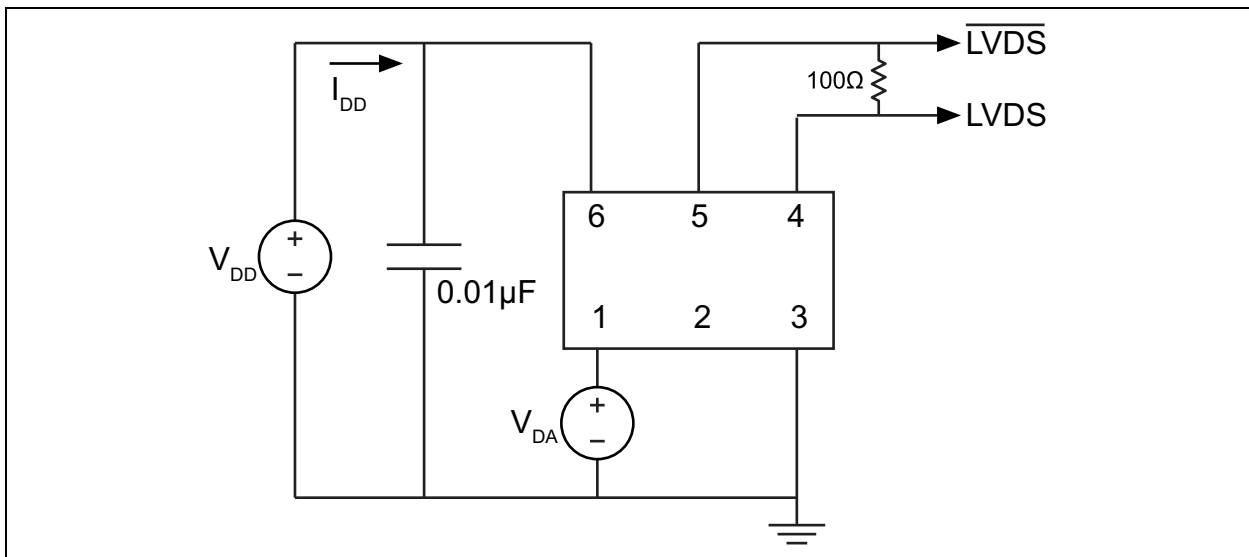 LVDS
100Ω
I_DD
LVDS
6 5 4
+
V_DD
−
0.01µF
1 2 3
+
V_DA
−